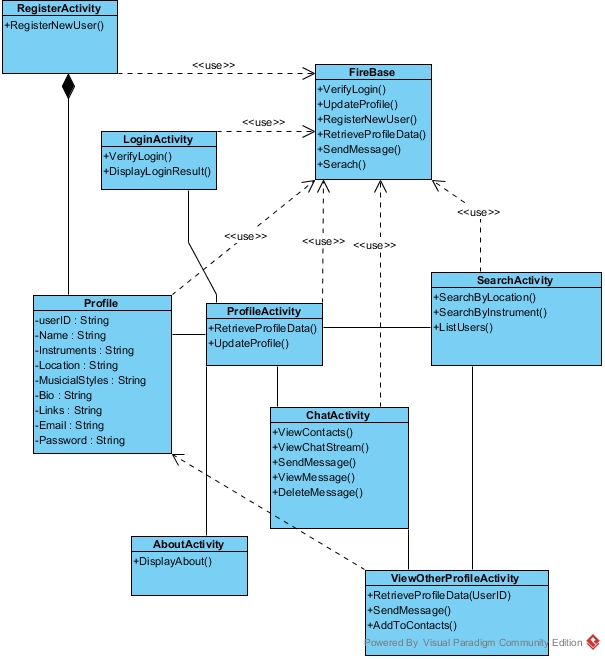 RegisterActivity
+RegisterNewUser()
<<use>>
FireBase
+VerifyLogin()
+UpdateProfile()
+RegisterNewUser()
+RetrieveProfileData()
+SendMessage()
+Serach()
<<use>>
LoginActivity
+VerifyLogin()
+DisplayLoginResult()
<<use>>
<<use>>
<<use>>
<<use>>
SearchActivity
+SearchByLocation()
+SearchByInstrument()
+ListUsers()
Profile
-userID : String
-Name : String
-Instruments : String
-Location : String
-MusicialStyles : String
-Bio : String
-Links : String
-Email : String
-Password : String
ProfileActivity
+RetrieveProfileData()
+UpdateProfile()
ChatActivity
+ViewContacts()
+ViewChatStream()
+SendMessage()
+ViewMessage()
+DeleteMessage()
AboutActivity
+DisplayAbout()
ViewOtherProfileActivity
+RetrieveProfileData(UserID)
+SendMessage()
+AddToContacts()
Powered By Visual Paradigm Community Edition